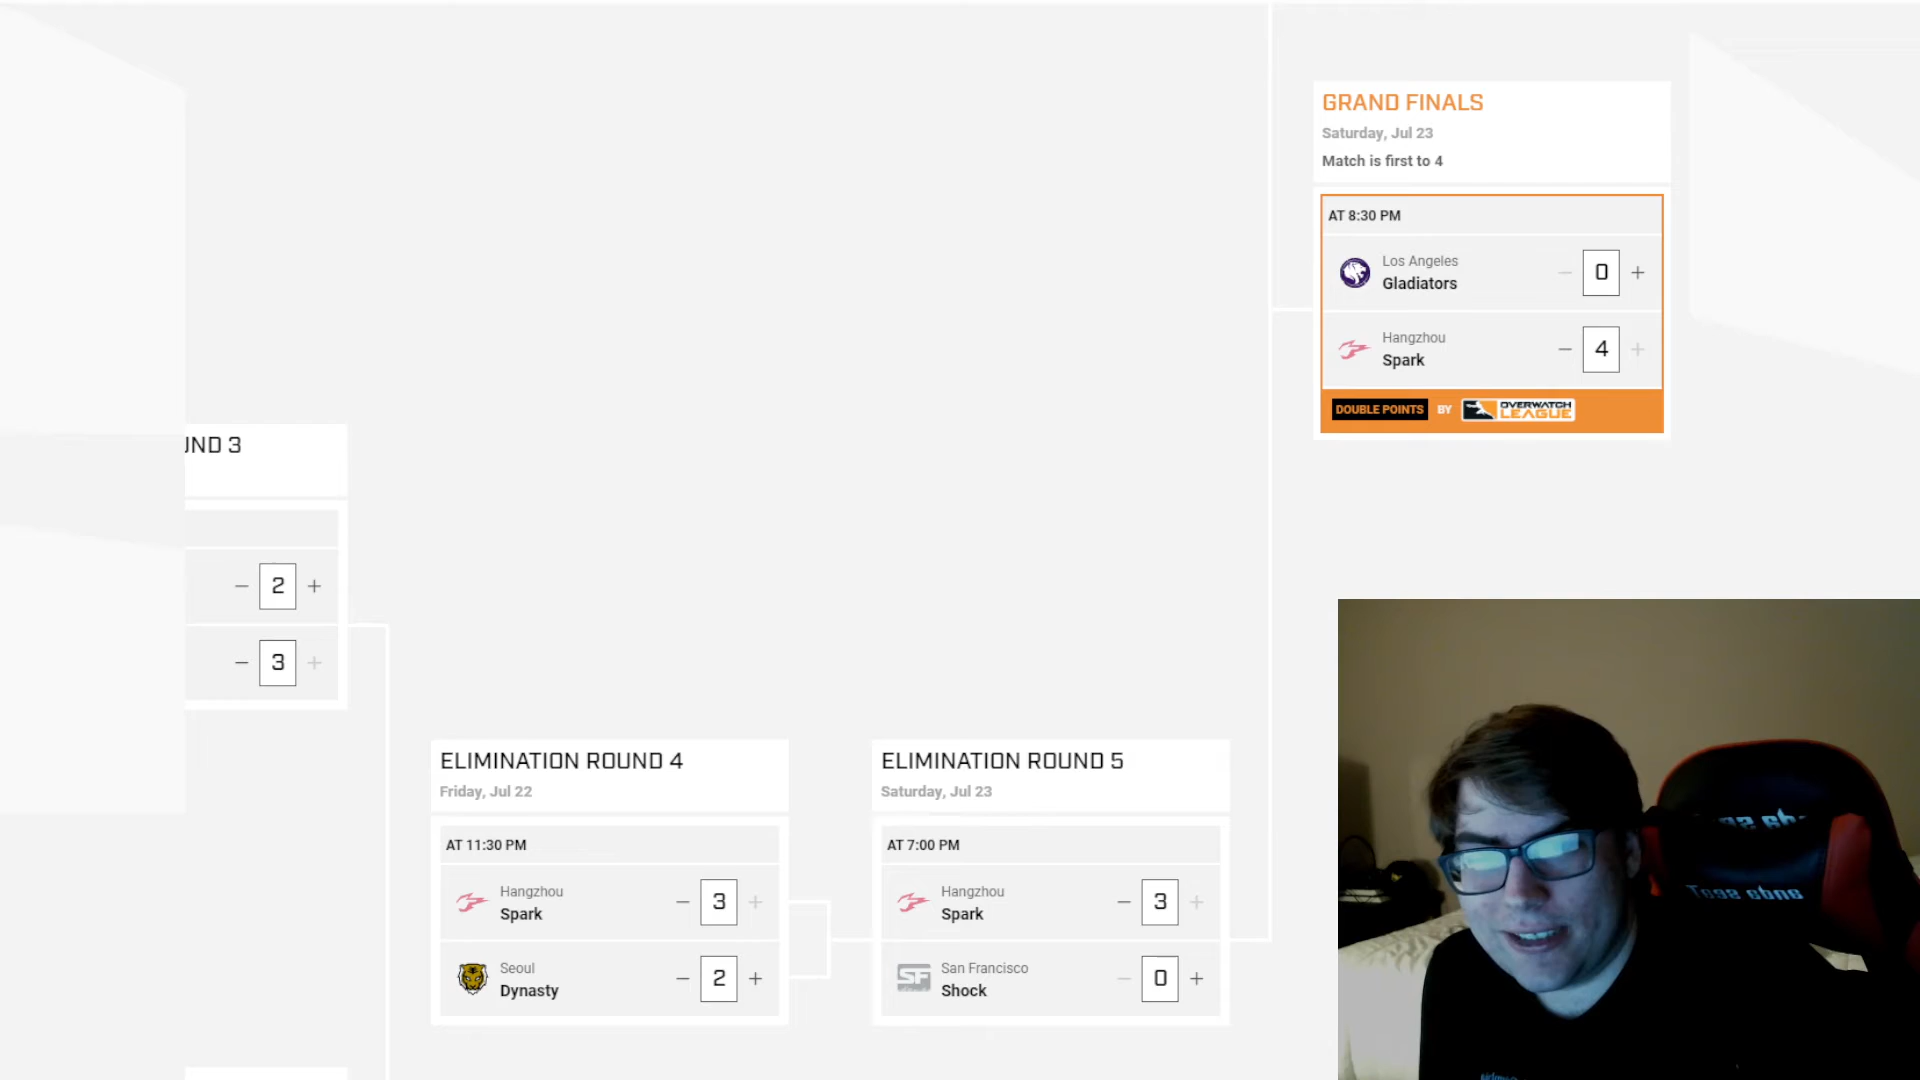 GRAND FINALS
Saturday, Jul 23
Match is first to 4
AT 8:30 PM
Los Angeles
Gladiators
− 0 +
Hangzhou
Spark
− 4 +
DOUBLE POINTS BY OVERWATCH LEAGUE
UND 3
− 2 +
− 3 +
ELIMINATION ROUND 4
Friday, Jul 22
AT 11:30 PM
Hangzhou
Spark
− 3 +
Seoul
Dynasty
− 2 +
ELIMINATION ROUND 5
Saturday, Jul 23
AT 7:00 PM
Hangzhou
Spark
− 3 +
SF
San Francisco
Shock
− 0 +